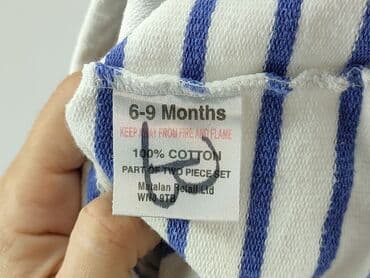 6-9 Months
KEEP AWAY FROM FIRE AND FLAME
100% COTTON
PART OF TWO PIECE SET
Matalan Retail Ltd
WN8 9TB